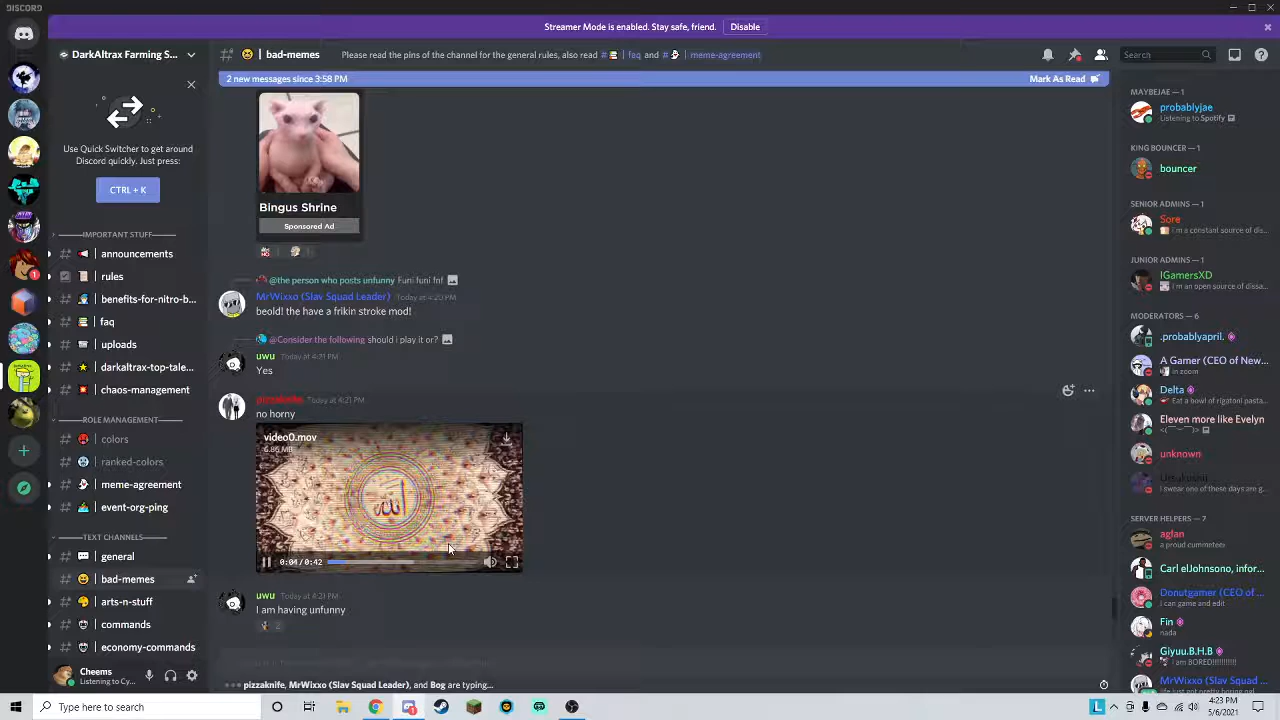 DISCORD
Streamer Mode is enabled. Stay safe, friend. Disable
DarkAltrax Farming S...
bad-memes
Please read the pins of the channel for the general rules, also read # faq and # meme-agreement
Search
2 new messages since 3:58 PM
Mark As Read
Use Quick Switcher to get around
Discord quickly. Just press:
CTRL + K
IMPORTANT STUFF
announcements
rules
benefits-for-nitro-b...
faq
uploads
darkaltrax-top-tale...
chaos-management
ROLE MANAGEMENT
colors
ranked-colors
meme-agreement
event-org-ping
TEXT CHANNELS
general
bad-memes
arts-n-stuff
commands
economy-commands
Cheems
Listening to Cy...
Bingus Shrine
Sponsored Ad
@the person who posts unfunny Funi funi fnf
MrWixxo (Slav Squad Leader) Today at 4:20 PM
beold! the have a frikin stroke mod!
@Consider the following should i play it or?
uwu Today at 4:21 PM
Yes
pizzaknife Today at 4:21 PM
no horny
video0.mov
6.86 MB
الله
0:04 / 0:42
uwu Today at 4:21 PM
I am having unfunny
2
pizzaknife, MrWixxo (Slav Squad Leader), and Bog are typing...
MAYBEJAE — 1
probablyjae
Listening to Spotify
KING BOUNCER — 1
bouncer
SENIOR ADMINS — 1
Sore
I'm a constant source of dis...
JUNIOR ADMINS — 1
IGamersXD
I'm an open source of dissa...
MODERATORS — 6
.probablyapril.
A Gamer (CEO of New...
In zoom
Delta
Eat a bowl of rigatoni pasta...
Eleven more like Evelyn
unknown
I swear one of these days are g...
SERVER HELPERS — 7
aglan
a proud cummeteer
Carl elJohnsono, infor...
Donutgamer (CEO of ...
I can game and edit
Fin
nada
Giyuu.B.H.B
I am BORED!!!!!!!!!!!
MrWixxo (Slav Squad ...
Type here to search
4:23 PM
5/6/2021